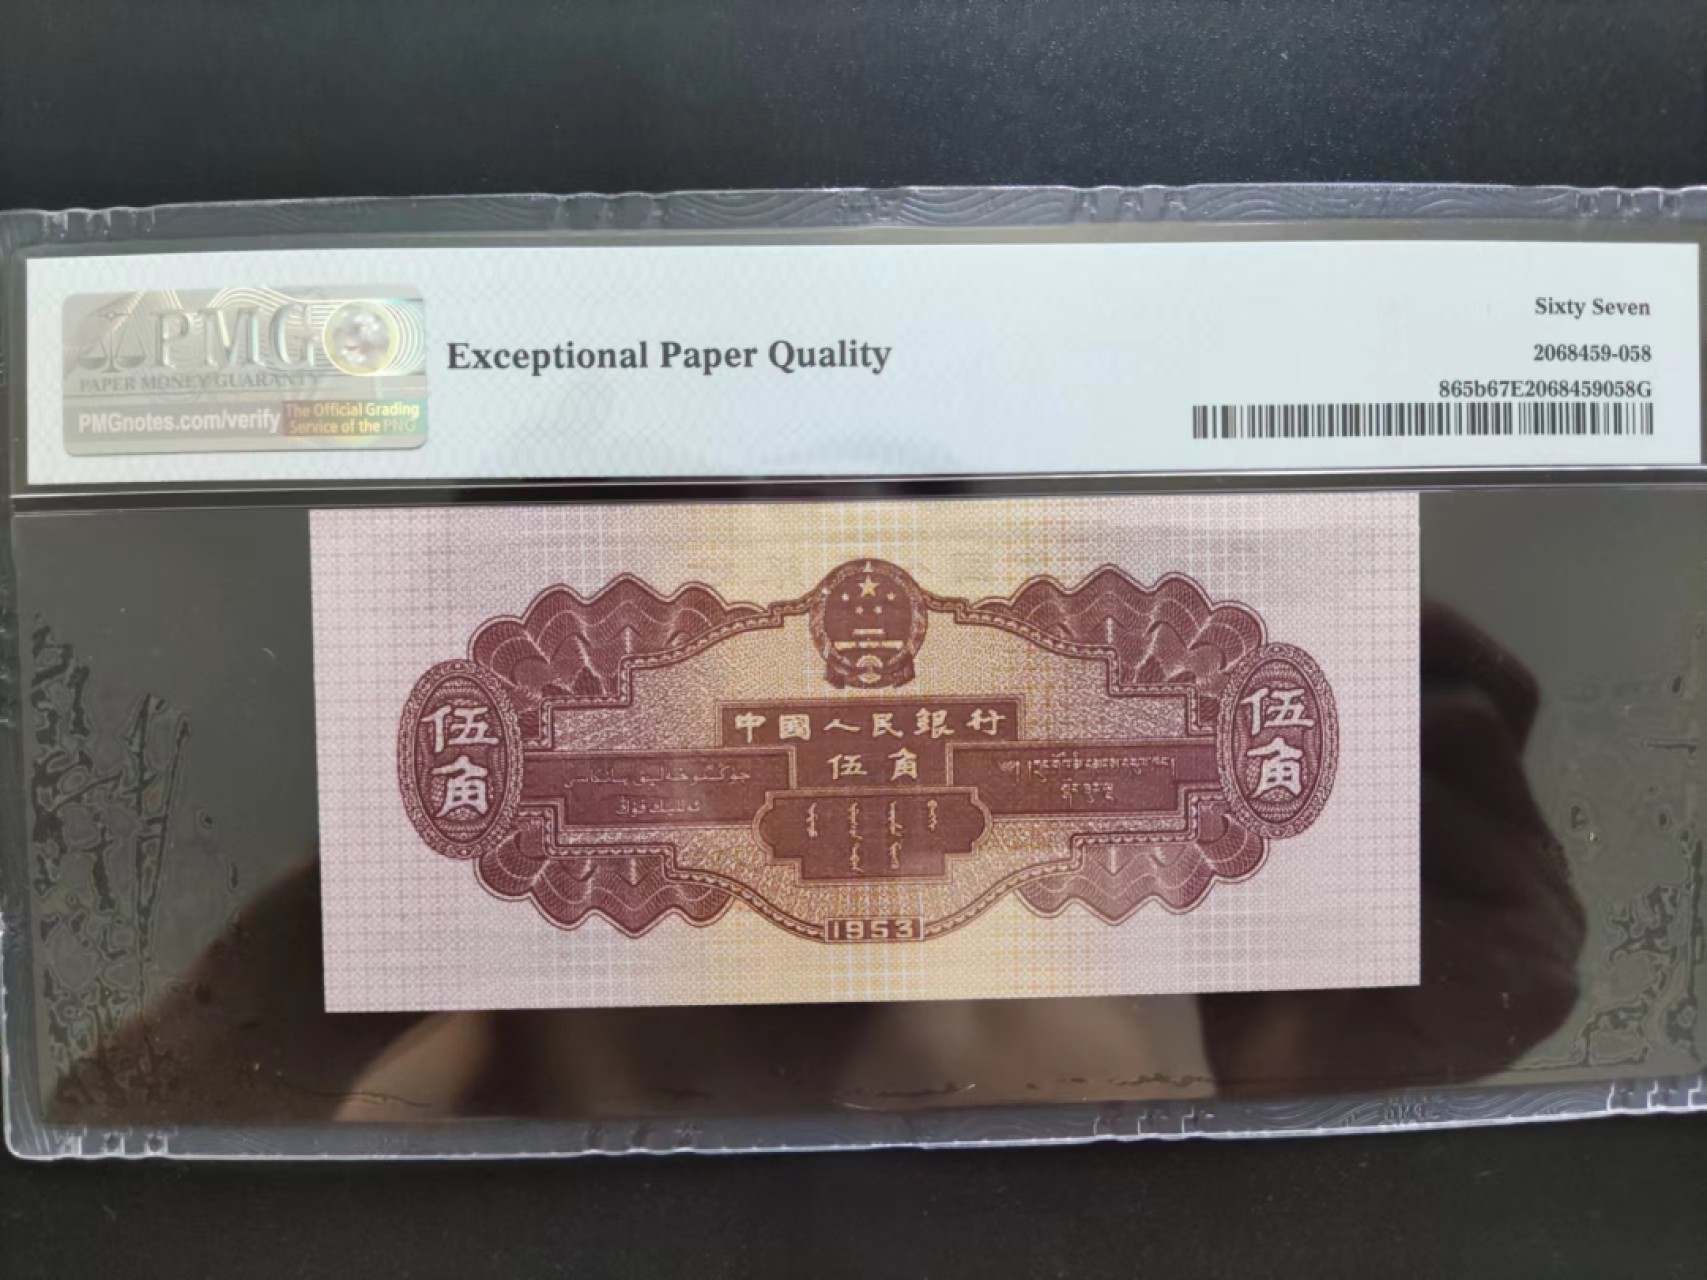 PMG
PAPER MONEY GUARANTY
PMGnotes.com/verify
The Official Grading
Service of the PNG
Exceptional Paper Quality
Sixty Seven
2068459-058
865b67E2068459058G
中國人民銀行
伍角
伍角
伍角
1953